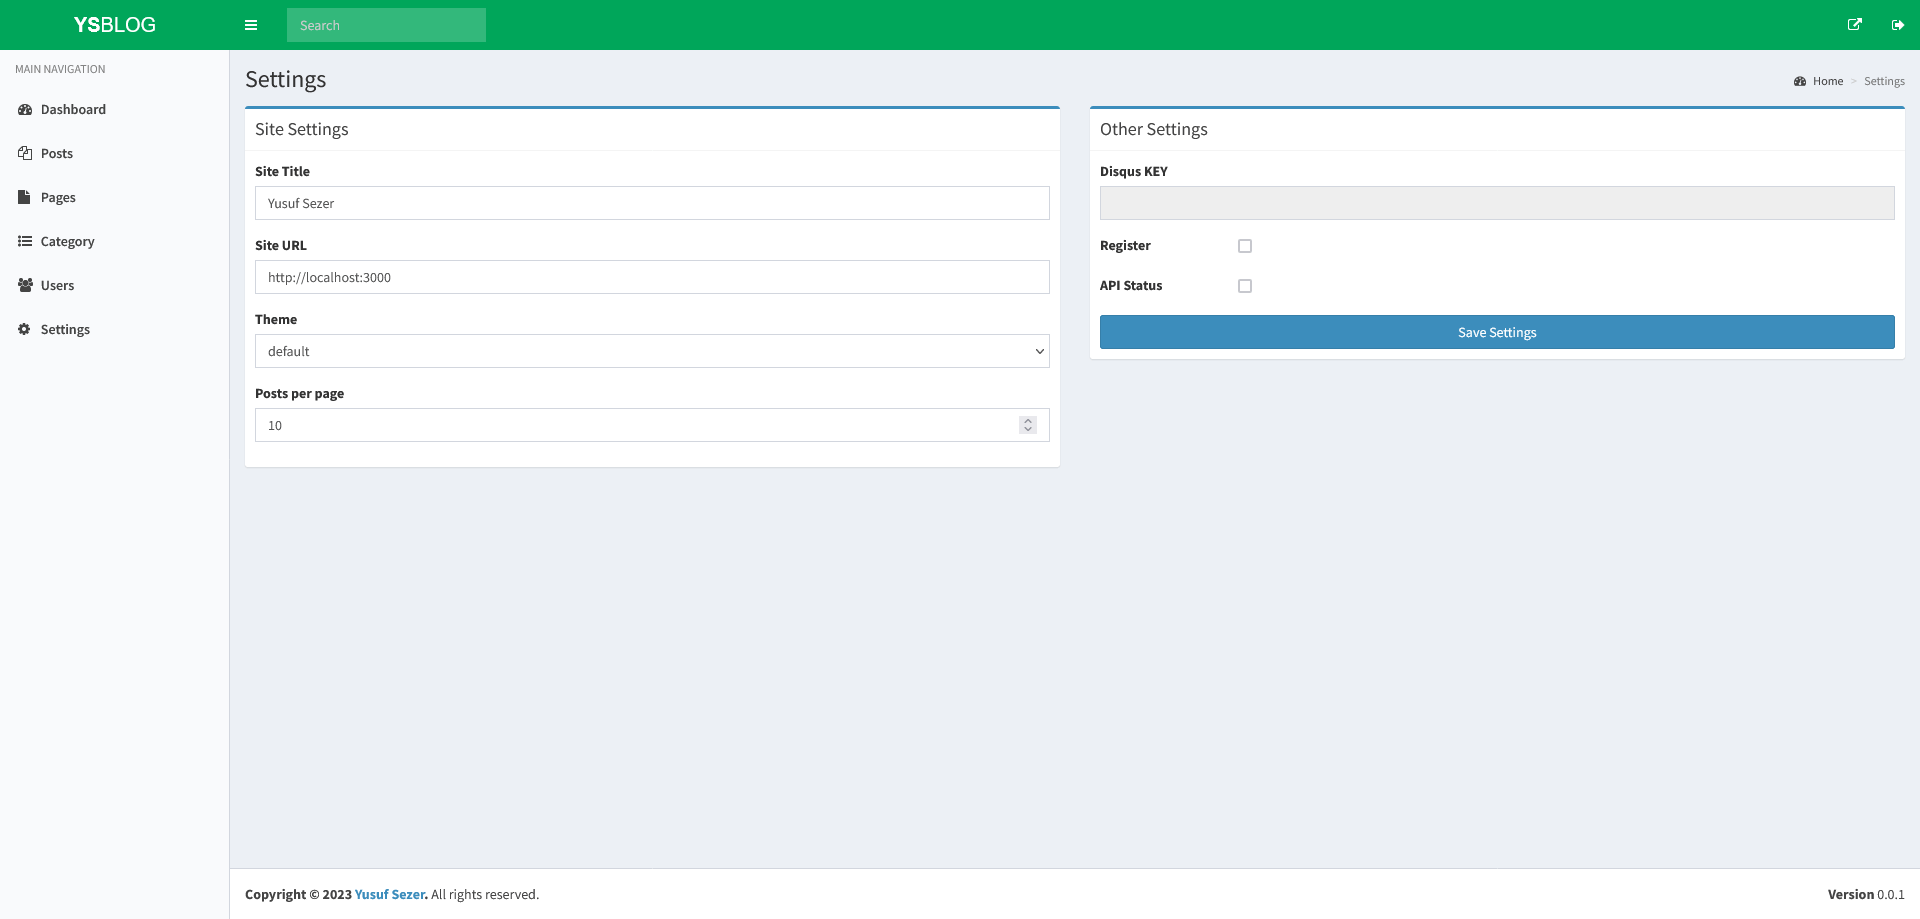 YSBLOG
Search
MAIN NAVIGATION
Dashboard
Posts
Pages
Category
Users
Settings
Settings
Home > Settings
Site Settings
Site Title
Yusuf Sezer
Site URL
http://localhost:3000
Theme
default
Posts per page
10
Other Settings
Disqus KEY
Register
API Status
Save Settings
Copyright © 2023 Yusuf Sezer. All rights reserved.
Version 0.0.1